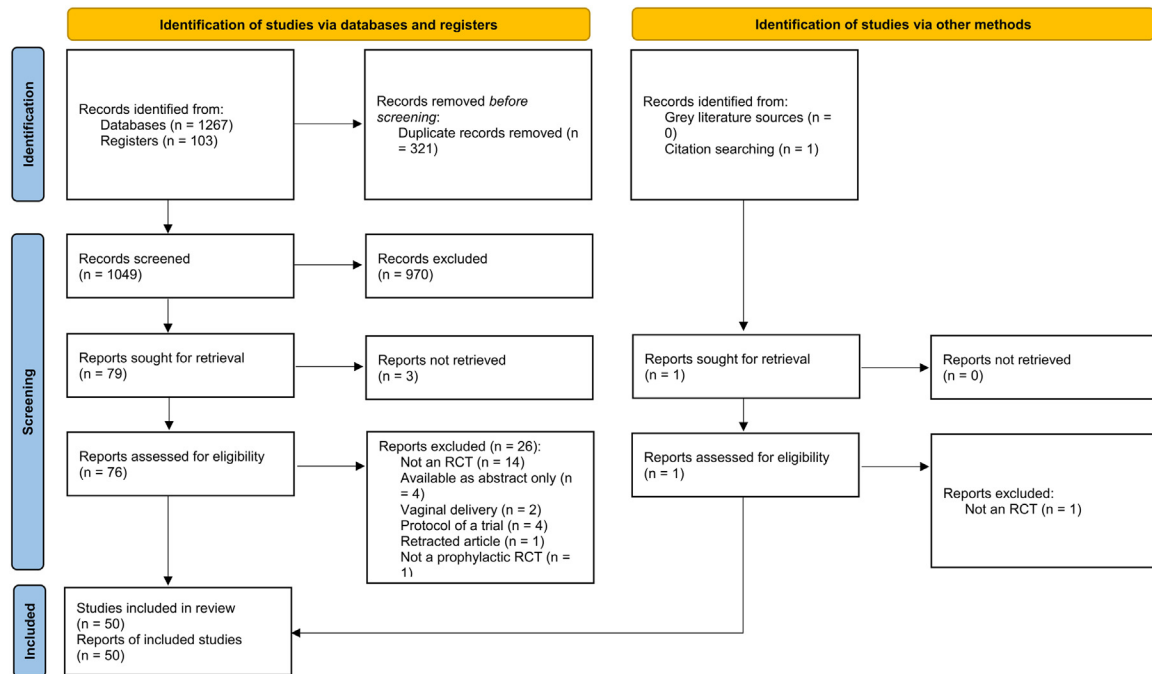 Identification of studies via databases and registers
Identification of studies via other methods
Identification
Records identified from:
Databases (n = 1267)
Registers (n = 103)
Records removed before
screening:
Duplicate records removed (n
= 321)
Records identified from:
Grey literature sources (n =
0)
Citation searching (n = 1)
Screening
Records screened
(n = 1049)
Records excluded
(n = 970)
Reports sought for retrieval
(n = 79)
Reports not retrieved
(n = 3)
Reports sought for retrieval
(n = 1)
Reports not retrieved
(n = 0)
Reports assessed for eligibility
(n = 76)
Reports excluded (n = 26):
Not an RCT (n = 14)
Available as abstract only (n
= 4)
Vaginal delivery (n = 2)
Protocol of a trial (n = 4)
Retracted article (n = 1)
Not a prophylactic RCT (n =
1)
Reports assessed for eligibility
(n = 1)
Reports excluded:
Not an RCT (n = 1)
Included
Studies included in review
(n = 50)
Reports of included studies
(n = 50)